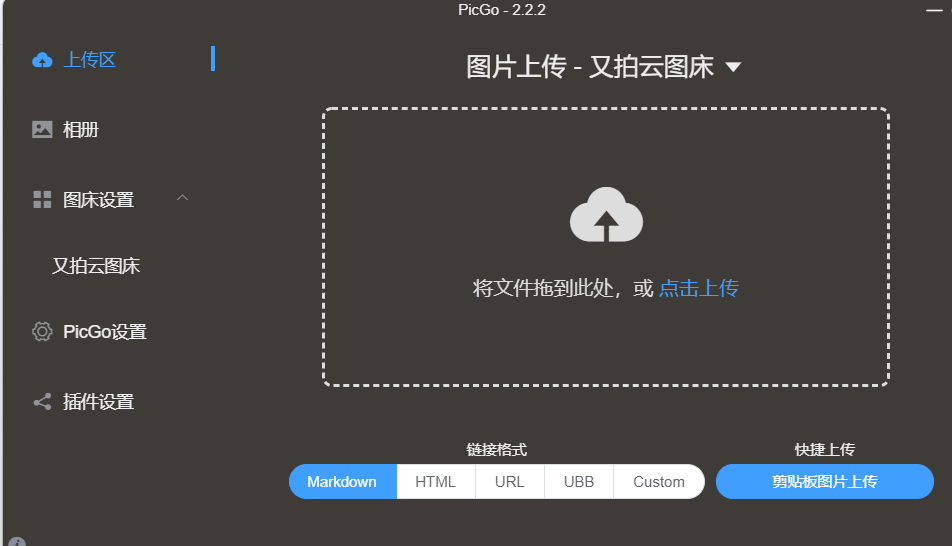 PicGo - 2.2.2
上传区
图片上传 - 又拍云图床
相册
图床设置
又拍云图床
将文件拖到此处，或 点击上传
PicGo设置
插件设置
链接格式
快捷上传
Markdown
HTML
URL
UBB
Custom
剪贴板图片上传